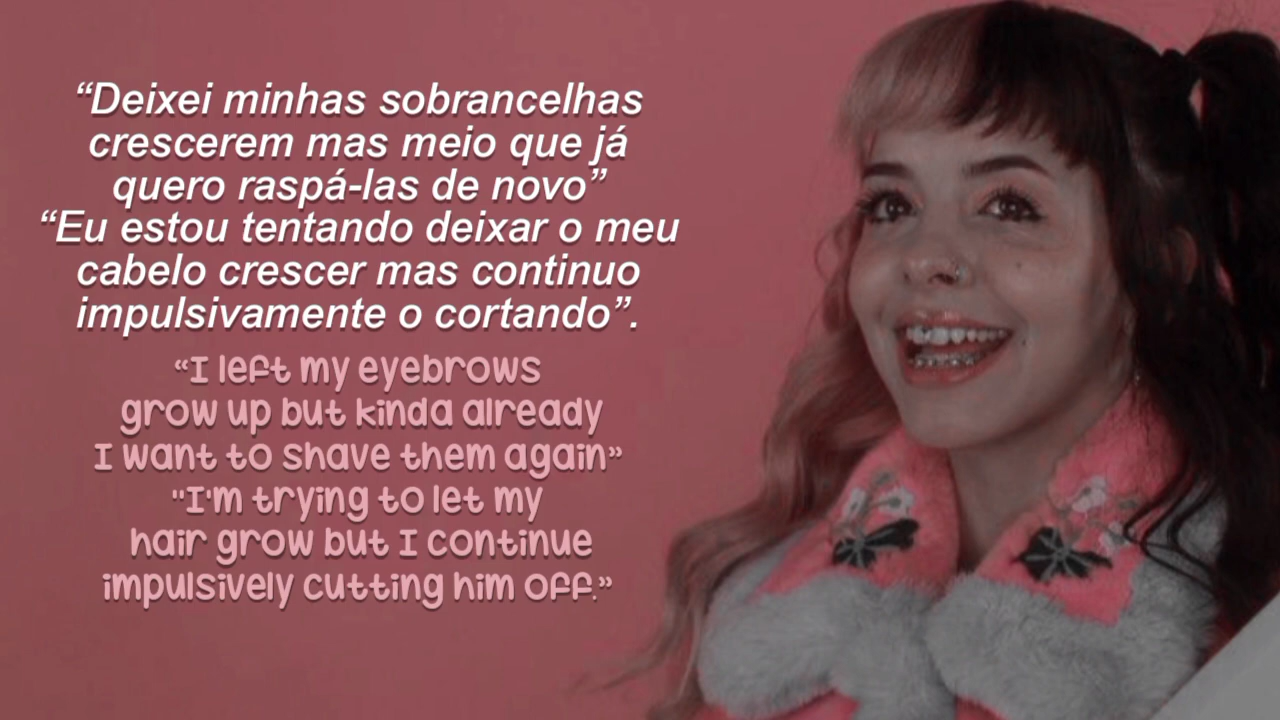 “Deixei minhas sobrancelhas
crescerem mas meio que já
quero raspá-las de novo”
“Eu estou tentando deixar o meu
cabelo crescer mas continuo
impulsivamente o cortando”.
“I left my eyebrows
grow up but kinda already
I want to shave them again”
"I'm trying to let my
hair grow but I continue
impulsively cutting him off.”